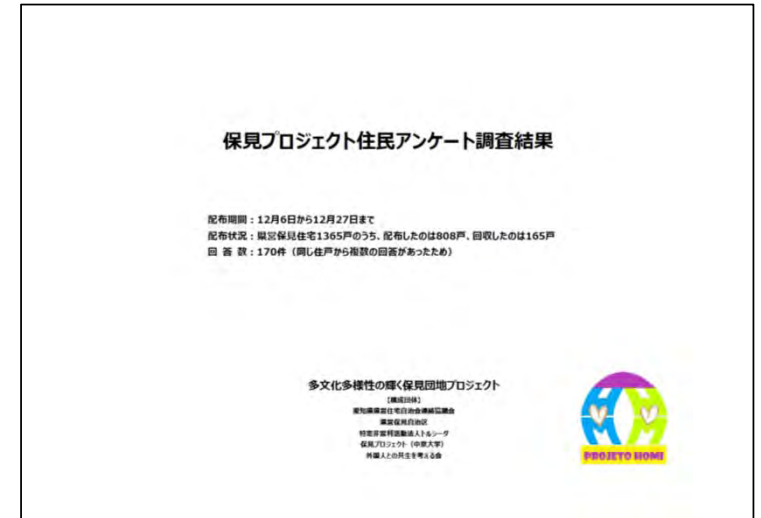 保見プロジェクト住民アンケート調査結果
配布期間：12月6日から12月27日まで
配布状況：県営保見住宅1365戸のうち、配布したのは808戸、回収したのは165戸
回 答 数：170件（同じ住戸から複数の回答があったため）
多文化多様性の輝く保見団地プロジェクト
【構成団体】
愛知県県営住宅自治会連絡協議会
県営保見自治区
特定非営利活動法人トルシーダ
保見プロジェクト（中京大学）
外国人との共生を考える会
PROJETO HOMI